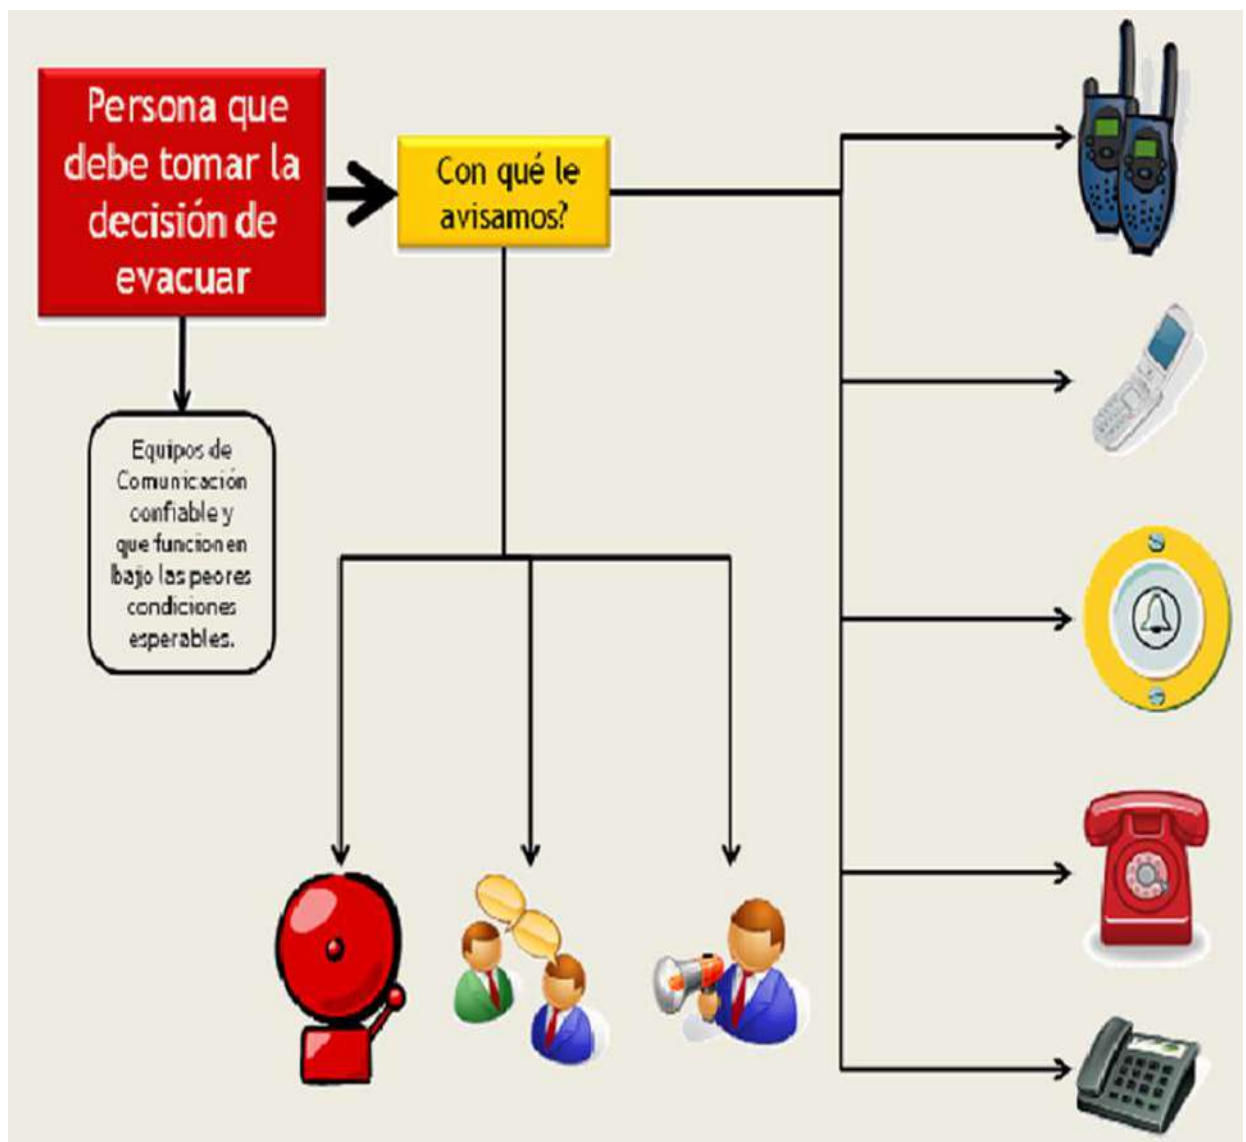 Persona que
debe tomar la
decisión de
evacuar
Con qué le
avisamos?
Equipos de
Comunicación
confiable y
que funcionen
bajo las peores
condiciones
esperables.